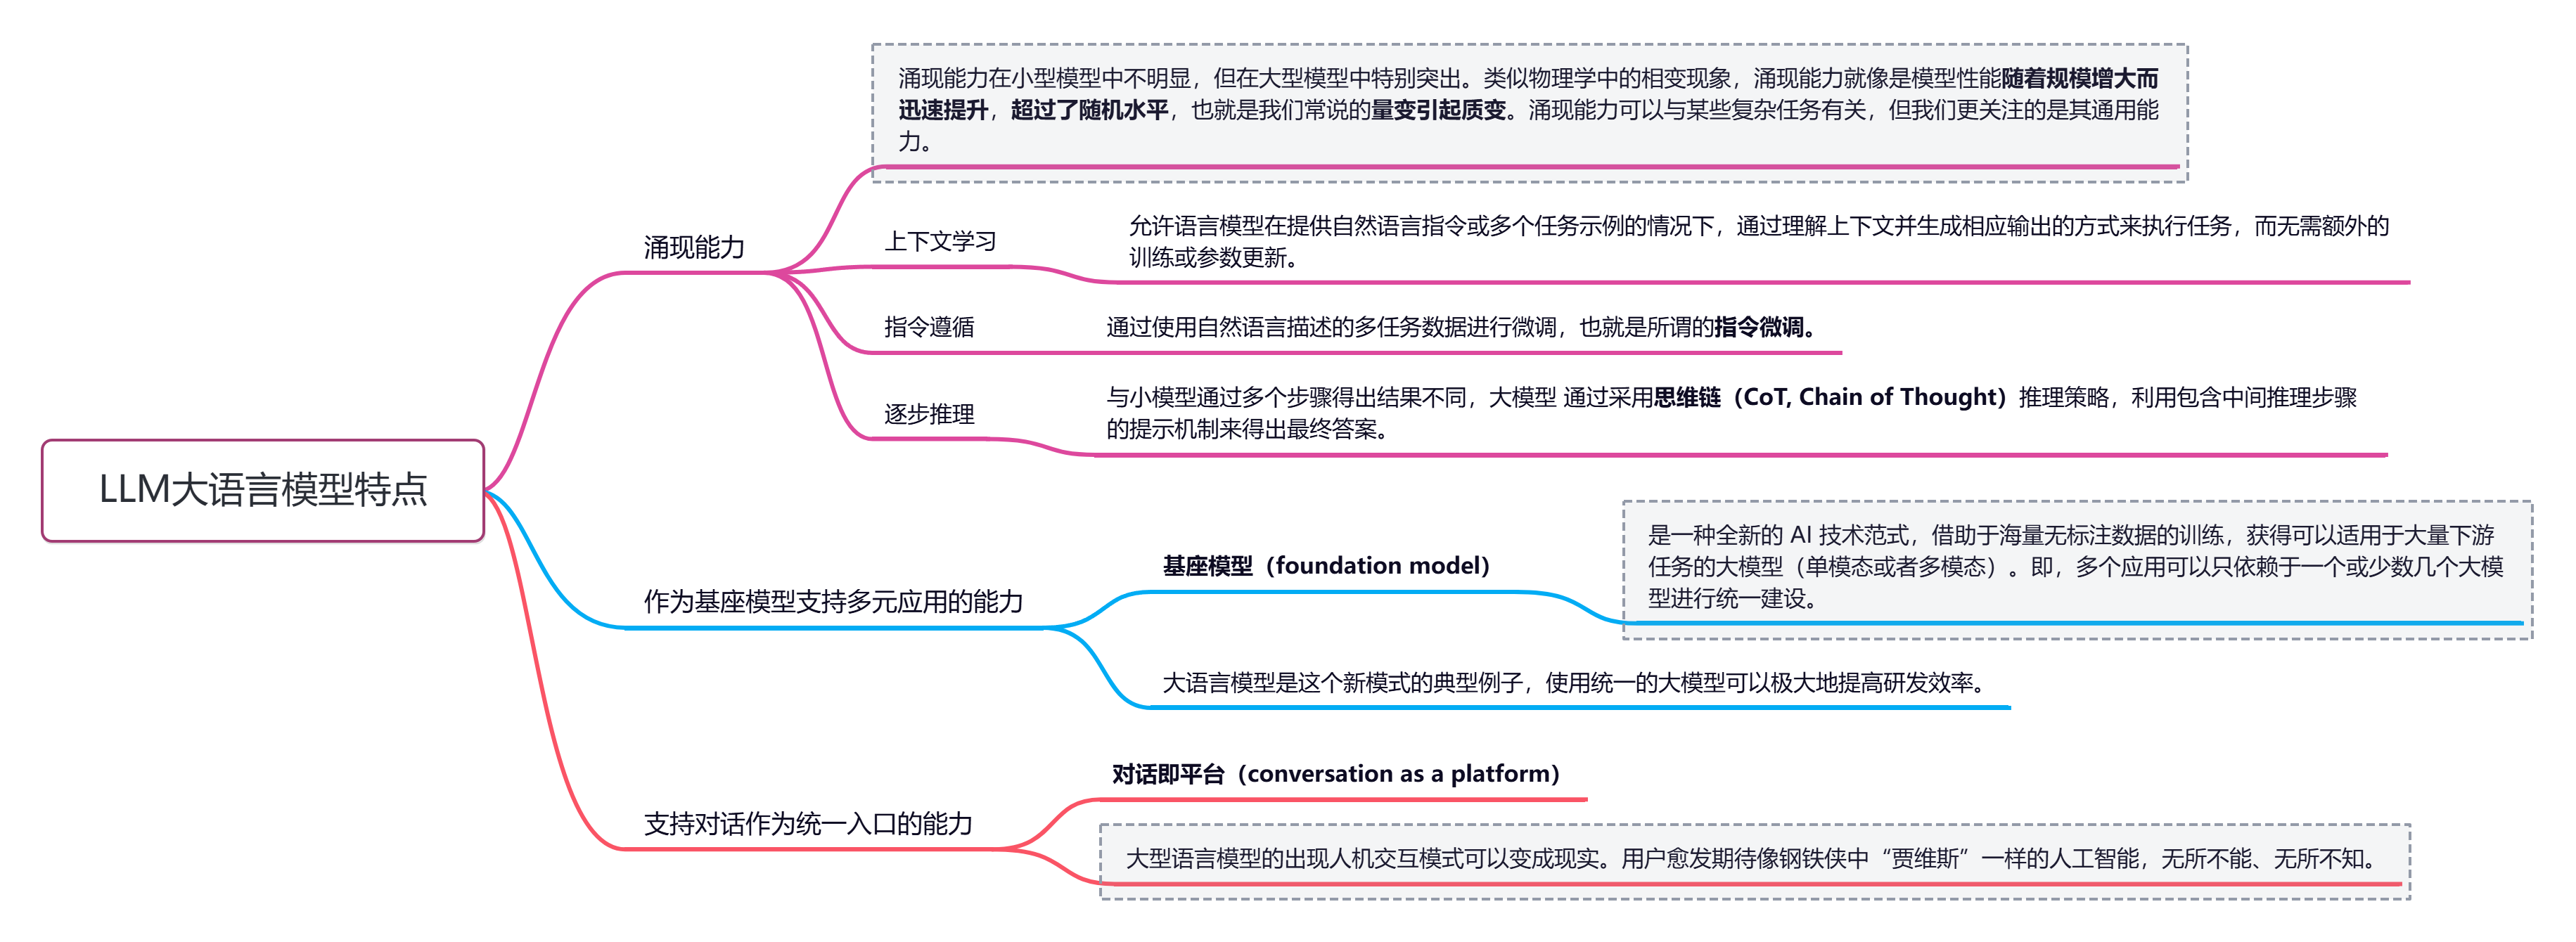 LLM大语言模型特点
涌现能力
涌现能力在小型模型中不明显，但在大型模型中特别突出。类似物理学中的相变现象，涌现能力就像是模型性能随着规模增大而
迅速提升，超过了随机水平，也就是我们常说的量变引起质变。涌现能力可以与某些复杂任务有关，但我们更关注的是其通用能
力。
上下文学习
允许语言模型在提供自然语言指令或多个任务示例的情况下，通过理解上下文并生成相应输出的方式来执行任务，而无需额外的
训练或参数更新。
指令遵循
通过使用自然语言描述的多任务数据进行微调，也就是所谓的指令微调。
逐步推理
与小模型通过多个步骤得出结果不同，大模型 通过采用思维链（CoT, Chain of Thought）推理策略，利用包含中间推理步骤
的提示机制来得出最终答案。
作为基座模型支持多元应用的能力
基座模型（foundation model）
是一种全新的 AI 技术范式，借助于海量无标注数据的训练，获得可以适用于大量下游
任务的大模型（单模态或者多模态）。即，多个应用可以只依赖于一个或少数几个大模
型进行统一建设。
大语言模型是这个新模式的典型例子，使用统一的大模型可以极大地提高研发效率。
支持对话作为统一入口的能力
对话即平台（conversation as a platform）
大型语言模型的出现人机交互模式可以变成现实。用户愈发期待像钢铁侠中“贾维斯”一样的人工智能，无所不能、无所不知。